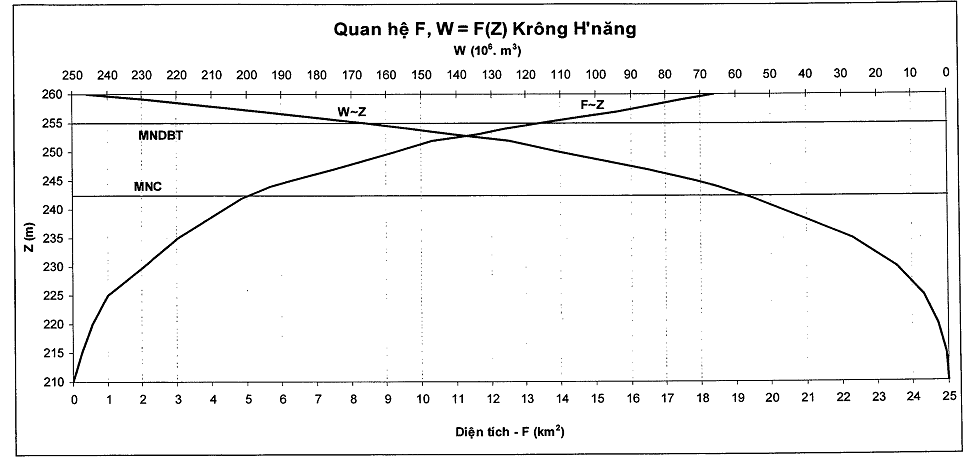 Quan hệ F, W = F(Z) Krông H'năng
W (10⁶. m³)
250 240 230 220 210 200 190 180 170 160 150 140 130 120 110 100 90 80 70 60 50 40 30 20 10 0
260
W~Z
F~Z
255
MNDBT
250
245
MNC
240
235
Z (m)
230
225
220
215
210
0 1 2 3 4 5 6 7 8 9 10 11 12 13 14 15 16 17 18 19 20 21 22 23 24 25
Diện tích - F (km²)